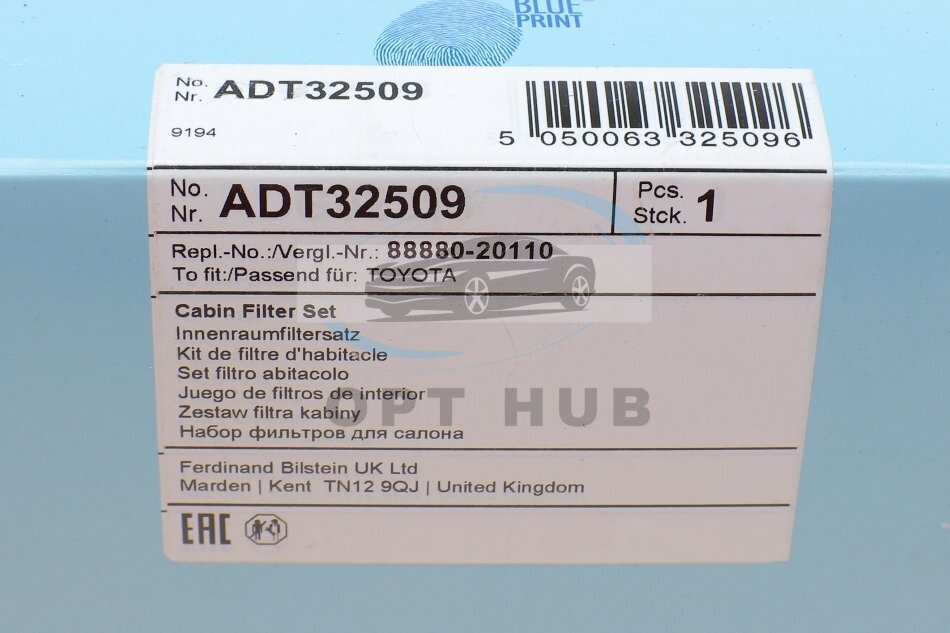 BLUE
PRINT
No.
Nr. ADT32509
9194
5 050063 325096
No.
Nr. ADT32509
Pcs.
Stck. 1
Repl.-No.:/Vergl.-Nr.: 88880-20110
To fit:/Passend für: TOYOTA
Cabin Filter Set
Innenraumfiltersatz
Kit de filtre d'habitacle
Set filtro abitacolo
Juego de filtros de interior
Zestaw filtra kabiny
Набор фильтров для салона
OPT HUB
Ferdinand Bilstein UK Ltd
Marden | Kent TN12 9QJ | United Kingdom
EAC